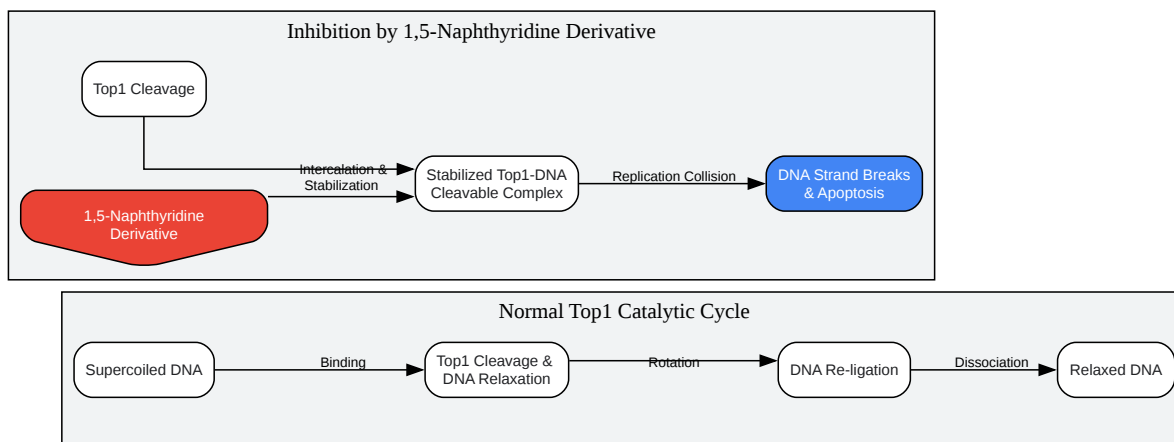 Inhibition by 1,5-Naphthyridine Derivative
Top1 Cleavage
Intercalation &
Stabilization
Stabilized Top1-DNA
Cleavable Complex
Replication Collision
DNA Strand Breaks
& Apoptosis
1,5-Naphthyridine
Derivative
Normal Top1 Catalytic Cycle
Supercoiled DNA
Binding
Top1 Cleavage &
DNA Relaxation
Rotation
DNA Re-ligation
Dissociation
Relaxed DNA